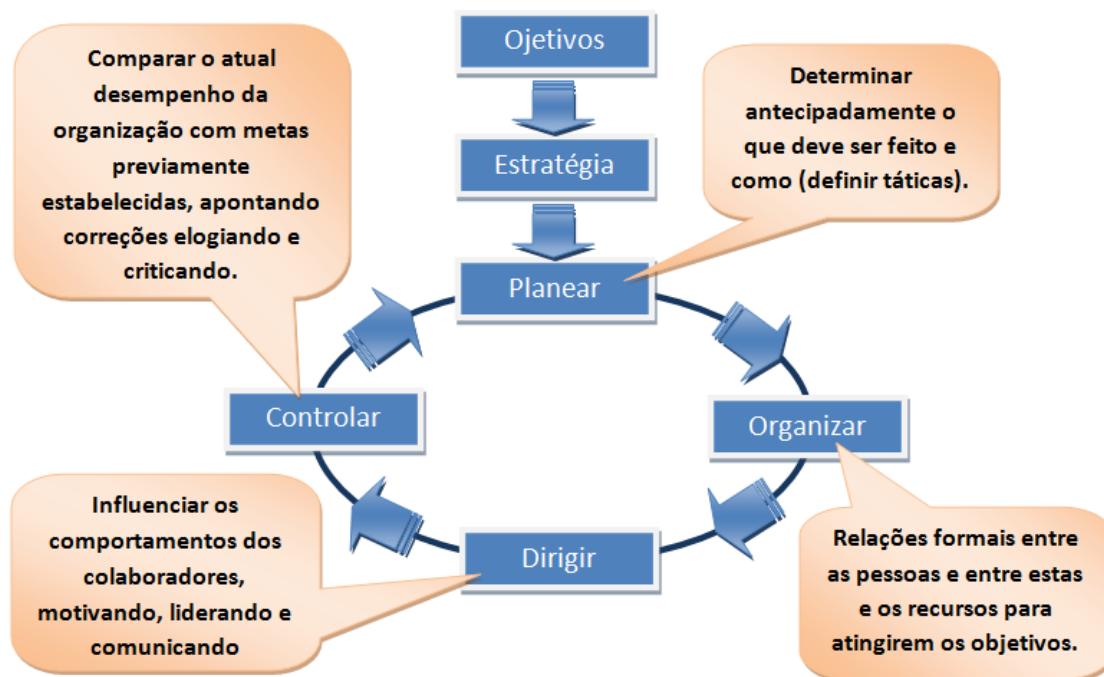 Ojetivos
Estratégia
Planear
Determinar
antecipadamente o
que deve ser feito e
como (definir táticas).
Organizar
Relações formais entre
as pessoas e entre estas
e os recursos para
atingirem os objetivos.
Dirigir
Influenciar os
comportamentos dos
colaboradores,
motivando, liderando e
comunicando
Controlar
Comparar o atual
desempenho da
organização com metas
previamente
estabelecidas, apontando
correções elogiando e
criticando.